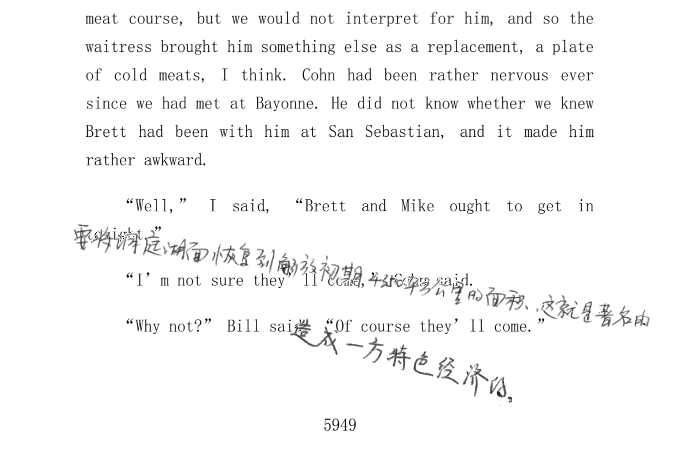 meat course, but we would not interpret for him, and so the
waitress brought him something else as a replacement, a plate
of cold meats, I think. Cohn had been rather nervous ever
since we had met at Bayonne. He did not know whether we knew
Brett had been with him at San Sebastian, and it made him
rather awkward.
“Well,” I said, “Brett and Mike ought to get in
tonight.”
要将洞庭湖面恢复到解放初期 平方公里的面积、这就是著名的
“I’m not sure they’ll come,” Cohn said.
“Why not?” Bill said. “Of course they’ll come.”
造成一方特色经济的。
5949